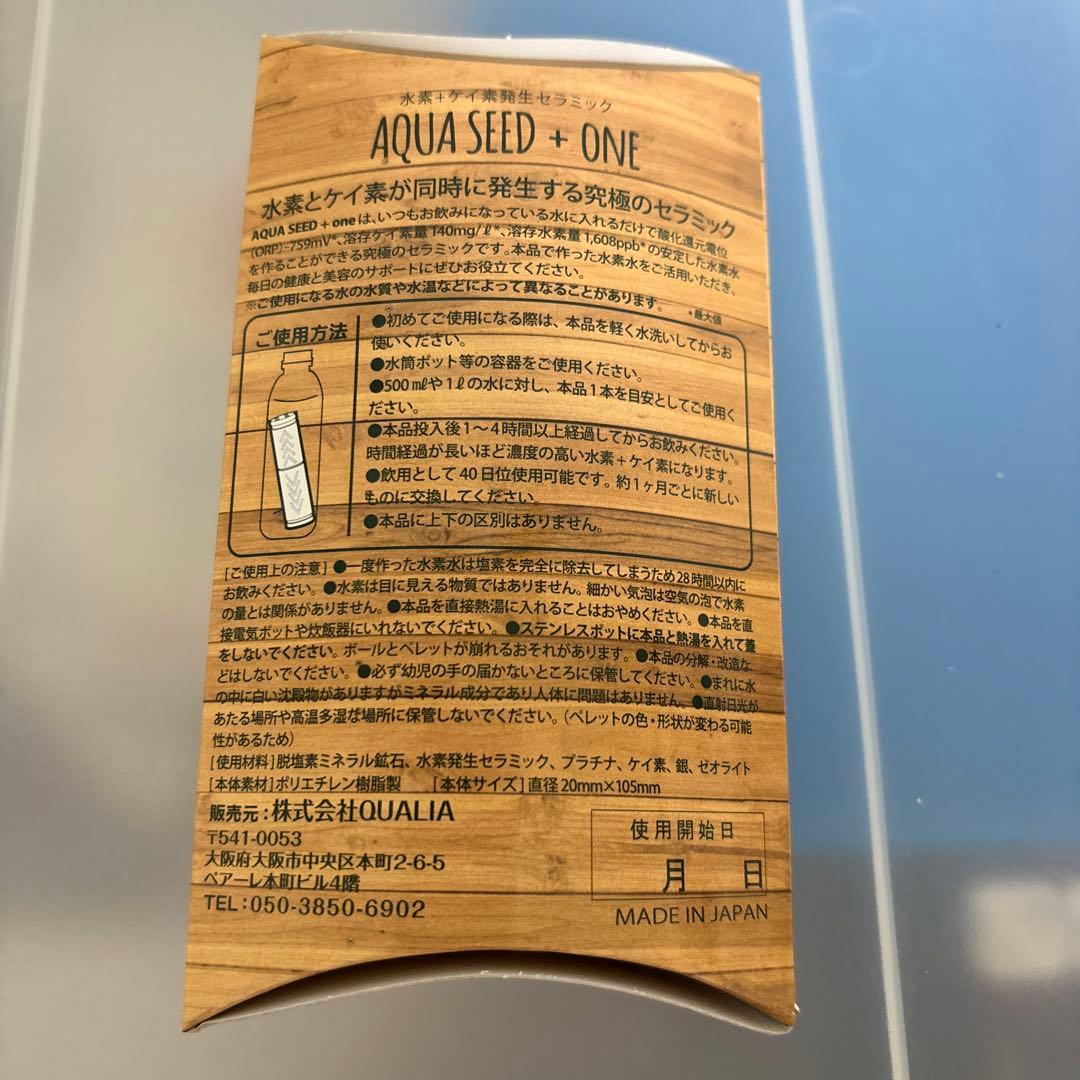 水素+ケイ素発生セラミック
AQUA SEED + ONE
水素とケイ素が同時に発生する究極のセラミック
AQUA SEED + oneは、いつもお飲みになっている水に入れるだけで酸化還元電位
(ORP)-759mV*、溶存ケイ素量140mg/ℓ*、溶存水素量1,608ppb*の安定した水素水
を作ることができる究極のセラミックです。本品で作った水素水をご活用いただき、
毎日の健康と美容のサポートにぜひお役立てください。
※ご使用になる水の水質や水温などによって異なることがあります。
*最大値
ご使用方法
●初めてご使用になる際は、本品を軽く水洗いしてからお
使いください。
●水筒ポット等の容器をご使用ください。
●500㎖や1ℓの水に対し、本品1本を目安としてご使用く
ださい。
●本品投入後1〜4時間以上経過してからお飲みください。
時間経過が長いほど濃度の高い水素+ケイ素になります。
●飲用として40日位使用可能です。約1ヶ月ごとに新しい
ものに交換してください。
●本品に上下の区別はありません。
[ご使用上の注意]●一度作った水素水は塩素を完全に除去してしまうため28時間以内に
お飲みください。●水素は目に見える物質ではありません。細かい気泡は空気の泡で水素
の量とは関係がありません。●本品を直接熱湯に入れることはおやめください。●本品を直
接電気ポットや炊飯器にいれないでください。●ステンレスポットに本品と熱湯を入れて蓋
をしないでください。ボールとペレットが崩れるおそれがあります。●本品の分解・改造な
どはしないでください。●必ず幼児の手の届かないところに保管してください。●まれに水
の中に白い沈殿物がありますがミネラル成分であり人体に問題はありません。●直射日光が
あたる場所や高温多湿な場所に保管しないでください。(ペレットの色・形状が変わる可能
性があるため)
[使用材料]脱塩素ミネラル鉱石、水素発生セラミック、プラチナ、ケイ素、銀、ゼオライト
[本体素材]ポリエチレン樹脂製 [本体サイズ]直径20mm×105mm
販売元:株式会社QUALIA
〒541-0053
大阪府大阪市中央区本町2-6-5
ペアーレ本町ビル4階
TEL:050-3850-6902
使用開始日
月 日
MADE IN JAPAN